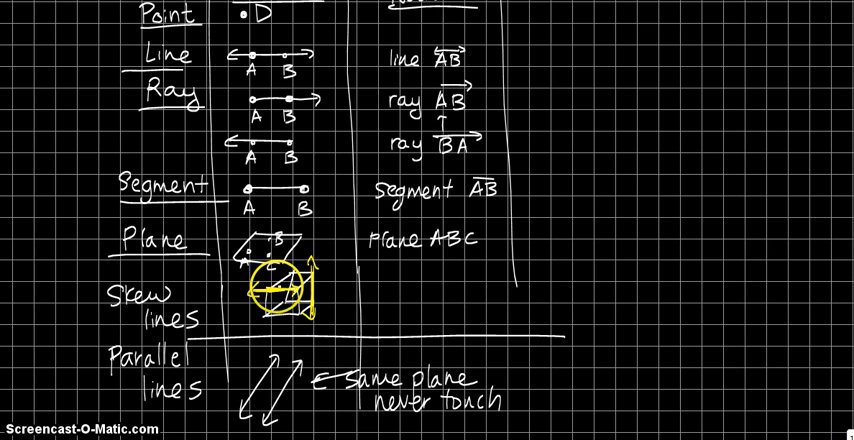 Point
D
Line
A B
line AB
Ray
A B
ray AB
A B
ray BA
Segment
A B
Segment AB
Plane
A B C
Plane ABC
Skew
lines
Parallel
lines
same plane
never touch
Screencast-O-Matic.com